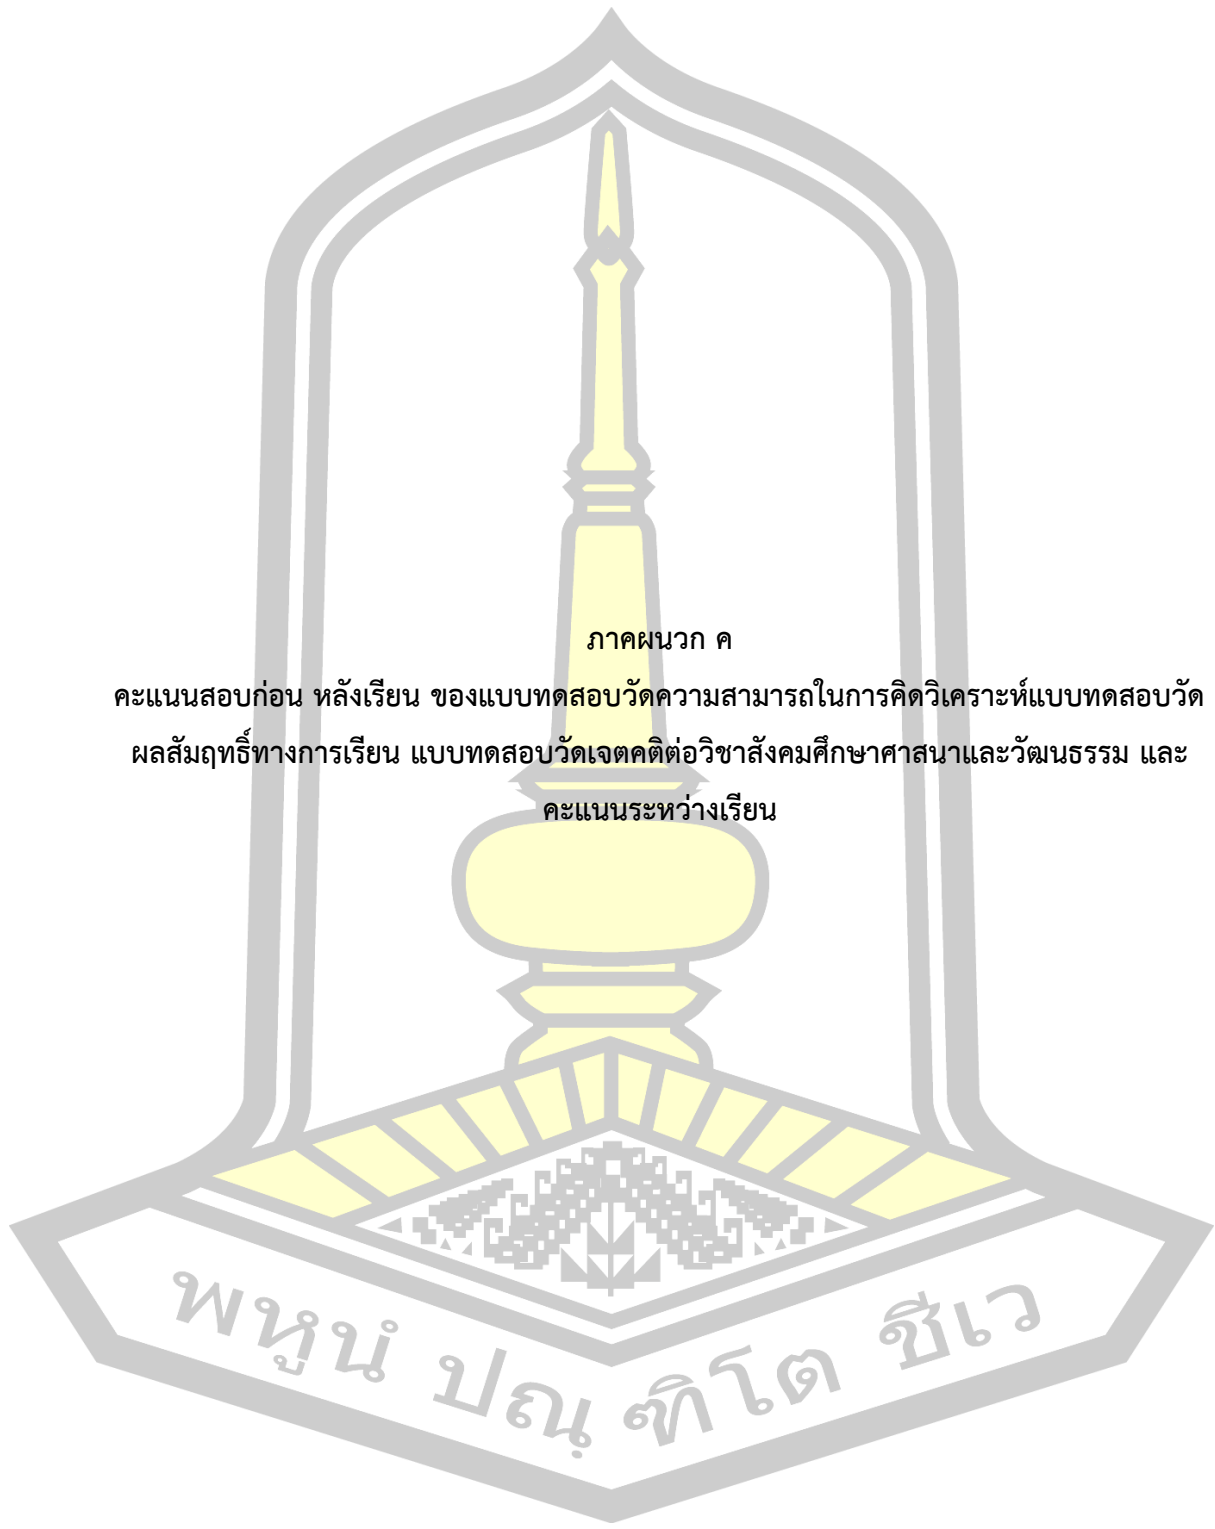 ภาคผนวก ค
คะแนนสอบก่อน หลังเรียน ของแบบทดสอบวัดความสามารถในการคิดวิเคราะห์แบบทดสอบวัด
ผลสัมฤทธิ์ทางการเรียน แบบทดสอบวัดเจตคติต่อวิชาสังคมศึกษาศาสนาและวัฒนธรรม และ
คะแนนระหว่างเรียน
พหูนํ ปณฺ ฑิโต ชีเว